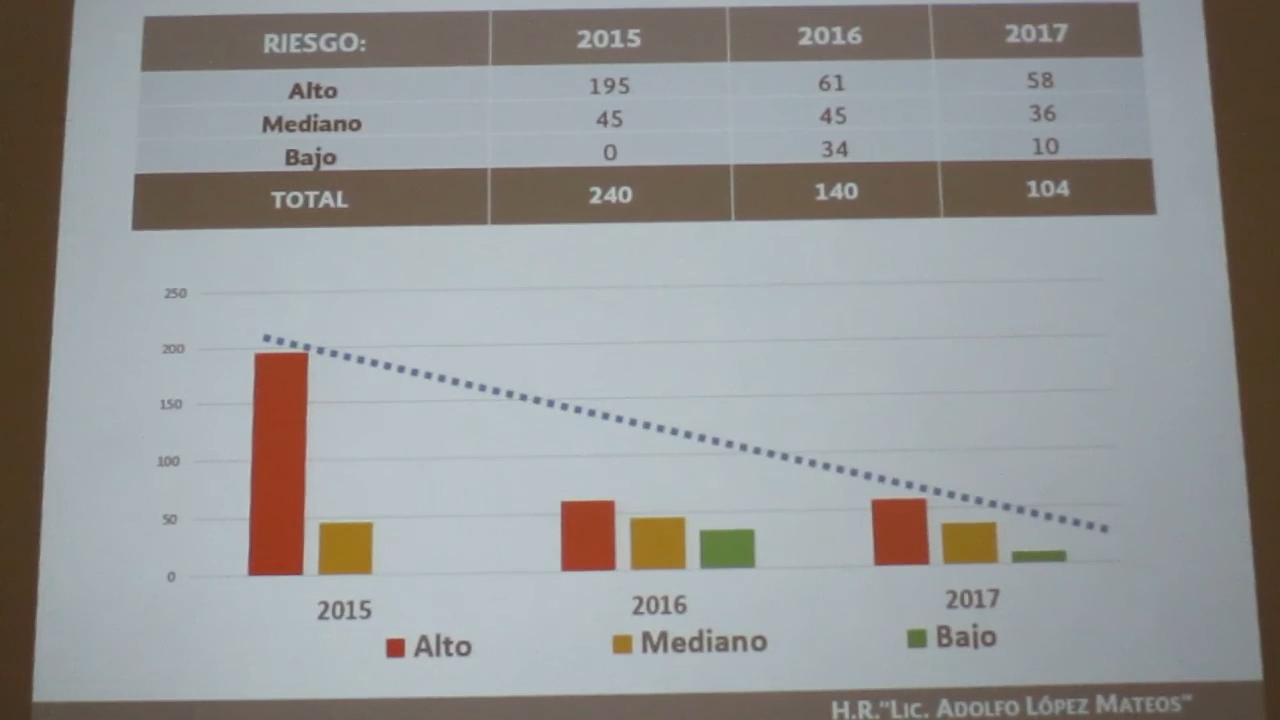 RIESGO: 2015 2016 2017
Alto 195 61 58
Mediano 45 45 36
Bajo 0 34 10
TOTAL 240 140 104
250
200
150
100
50
0
2015 2016 2017
Alto Mediano Bajo
H.R."LIC. ADOLFO LÓPEZ MATEOS"